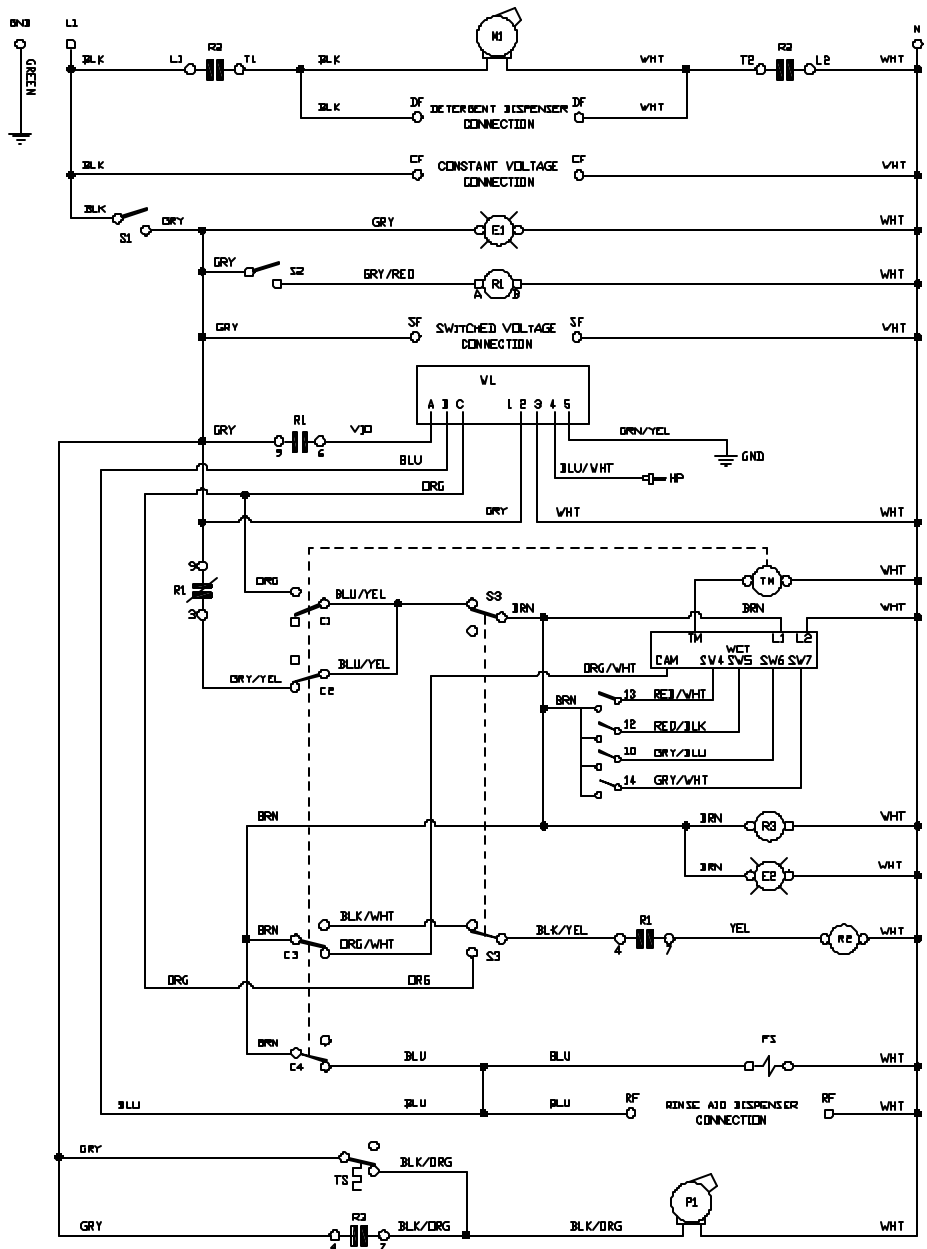 GND L1 N
GREEN
BLK L1 R2 T1 BLK M1 WHT T2 R2 L2 WHT
BLK DF DETERGENT DISPENSER DF WHT
CONNECTION
BLK CF CONSTANT VOLTAGE CF WHT
CONNECTION
BLK GRY GRY E1 WHT
S1
GRY S2 GRY/RED R1 WHT
A B
GRY SF SWITCHED VOLTAGE SF WHT
CONNECTION
WL
A B C 1 2 3 4 5
GRY R1 VIO GRN/YEL
9 6
BLU GND
BLU/WHT HP
ORG
GRY WHT WHT
9 WHT
ORG TM
R1 BLU/YEL S3 BRN BRN WHT
3
TM L1 L2
WCT
BLU/YEL ORG/WHT CAM SW4 SW5 SW6 SW7
GRY/YEL C2
BRN 13 RED/WHT
12 RED/BLK
10 GRY/BLU
14 GRY/WHT
BRN BRN R3 WHT
BRN E2 WHT
BRN BLK/WHT BLK/YEL R1 YEL R2 WHT
C3 ORG/WHT S3 4 7
ORG ORG
BRN BLU BLU FS WHT
C4
BLU BLU BLU RF RINSE AID DISPENSER RF WHT
CONNECTION
GRY BLK/ORG
TS
P1
GRY R3 BLK/ORG BLK/ORG WHT
4 7